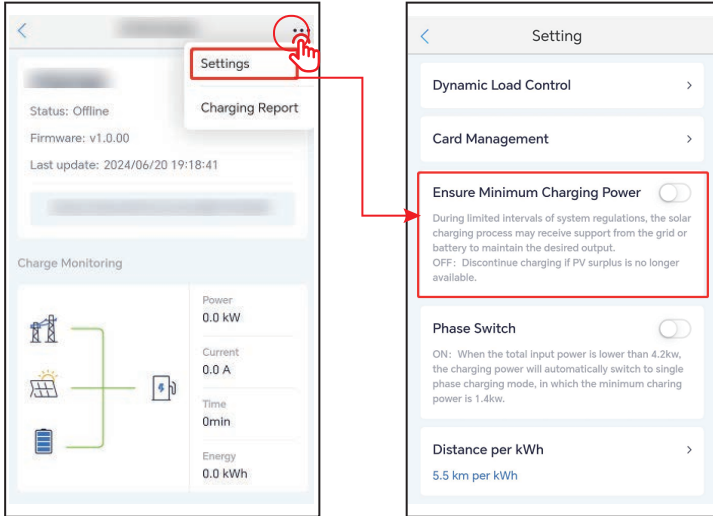 Settings
Charging Report
Status: Offline
Firmware: v1.0.00
Last update: 2024/06/20 19:18:41
Charge Monitoring
Power
0.0 kW
Current
0.0 A
Time
0min
Energy
0.0 kWh
Setting
Dynamic Load Control
Card Management
Ensure Minimum Charging Power
During limited intervals of system regulations, the solar
charging process may receive support from the grid or
battery to maintain the desired output.
OFF: Discontinue charging if PV surplus is no longer
available.
Phase Switch
ON: When the total input power is lower than 4.2kw,
the charging power will automatically switch to single
phase charging mode, in which the minimum charing
power is 1.4kw.
Distance per kWh
5.5 km per kWh